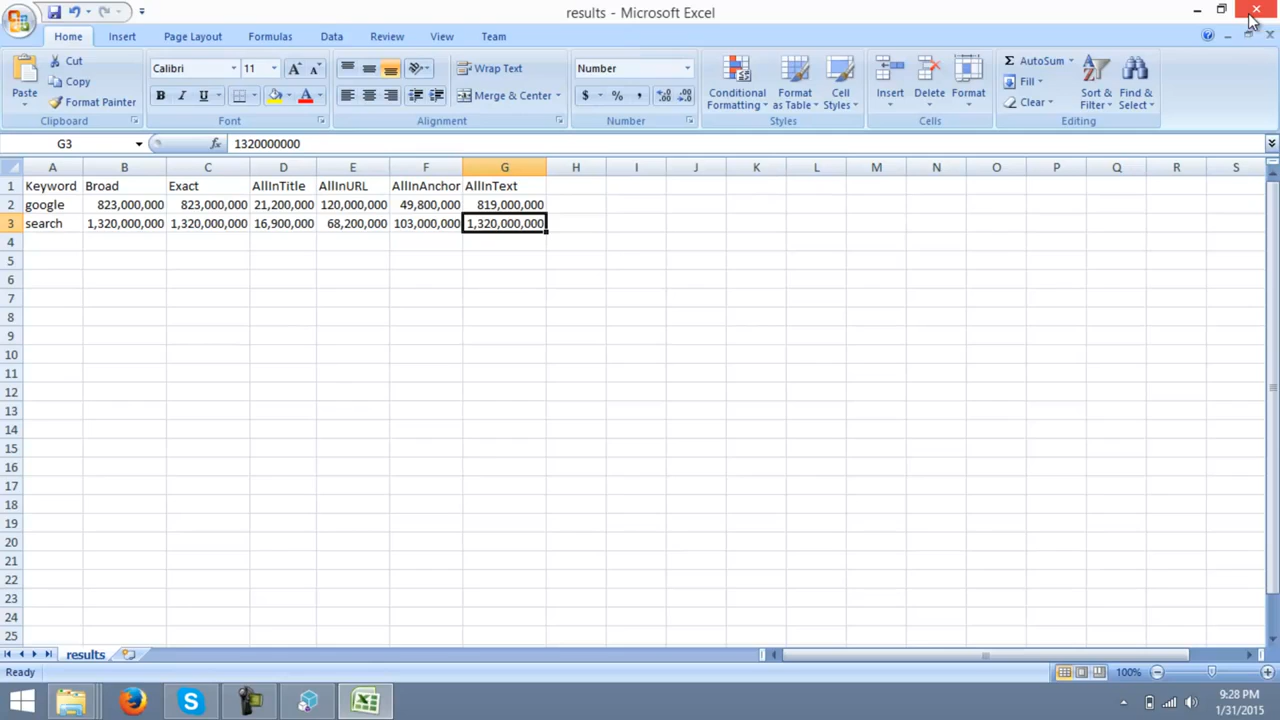 results - Microsoft Excel
Home Insert Page Layout Formulas Data Review View Team
Paste
Cut
Copy
Format Painter
Clipboard
Calibri 11
B I U
Font
Wrap Text
Merge & Center
Alignment
Number
$ % ,
Number
Conditional Formatting
Format as Table
Cell Styles
Styles
Insert Delete Format
Cells
Σ AutoSum
Fill
Clear
Sort & Filter
Find & Select
Editing
G3 fx 1320000000
A B C D E F G H I J K L M N O P Q R S
1 Keyword Broad Exact AllInTitle AllInURL AllInAnchor AllInText
2 google 823,000,000 823,000,000 21,200,000 120,000,000 49,800,000 819,000,000
3 search 1,320,000,000 1,320,000,000 16,900,000 68,200,000 103,000,000 1,320,000,000
4
5
6
7
8
9
10
11
12
13
14
15
16
17
18
19
20
21
22
23
24
25
results
Ready 100%
9:28 PM
1/31/2015